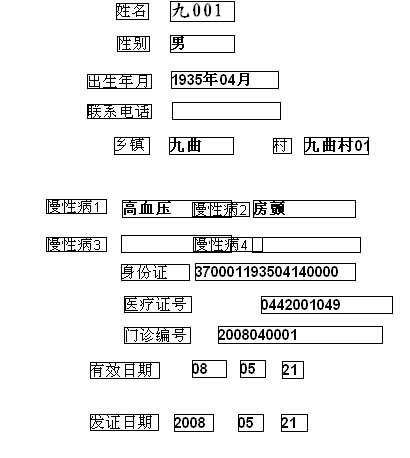 姓名 九001
性别 男
出生年月 1935年04月
联系电话
乡镇 九曲 村 九曲村01
慢性病1 高血压 慢性病2 房颤
慢性病3 慢性病4
身份证 370001193504140000
医疗证号 0442001049
门诊编号 2008040001
有效日期 08 05 21
发证日期 2008 05 21